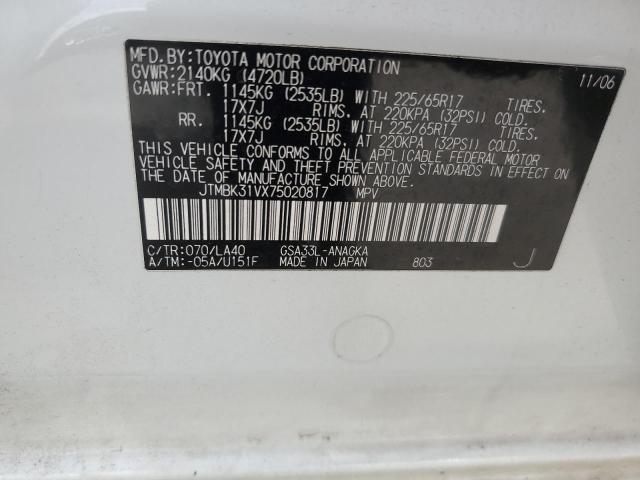 MFD. BY: TOYOTA MOTOR CORPORATION 11/06
GVWR: 2140KG (4720LB)
GAWR: FRT. 1145KG (2535LB) WITH 225/65R17 TIRES.
17X7J RIMS. AT 220KPA (32PSI) COLD.
RR. 1145KG (2535LB) WITH 225/65R17 TIRES.
17X7J RIMS. AT 220KPA (32PSI) COLD.
THIS VEHICLE CONFORMS TO ALL APPLICABLE FEDERAL MOTOR
VEHICLE SAFETY AND THEFT PREVENTION STANDARDS IN EFFECT ON
THE DATE OF MANUFACTURE SHOWN ABOVE.
JTMBK31VX75020817 MPV
C/TR: 070/LA40 GSA33L-ANAGKA
A/TM: -05A/U151F MADE IN JAPAN 803 J